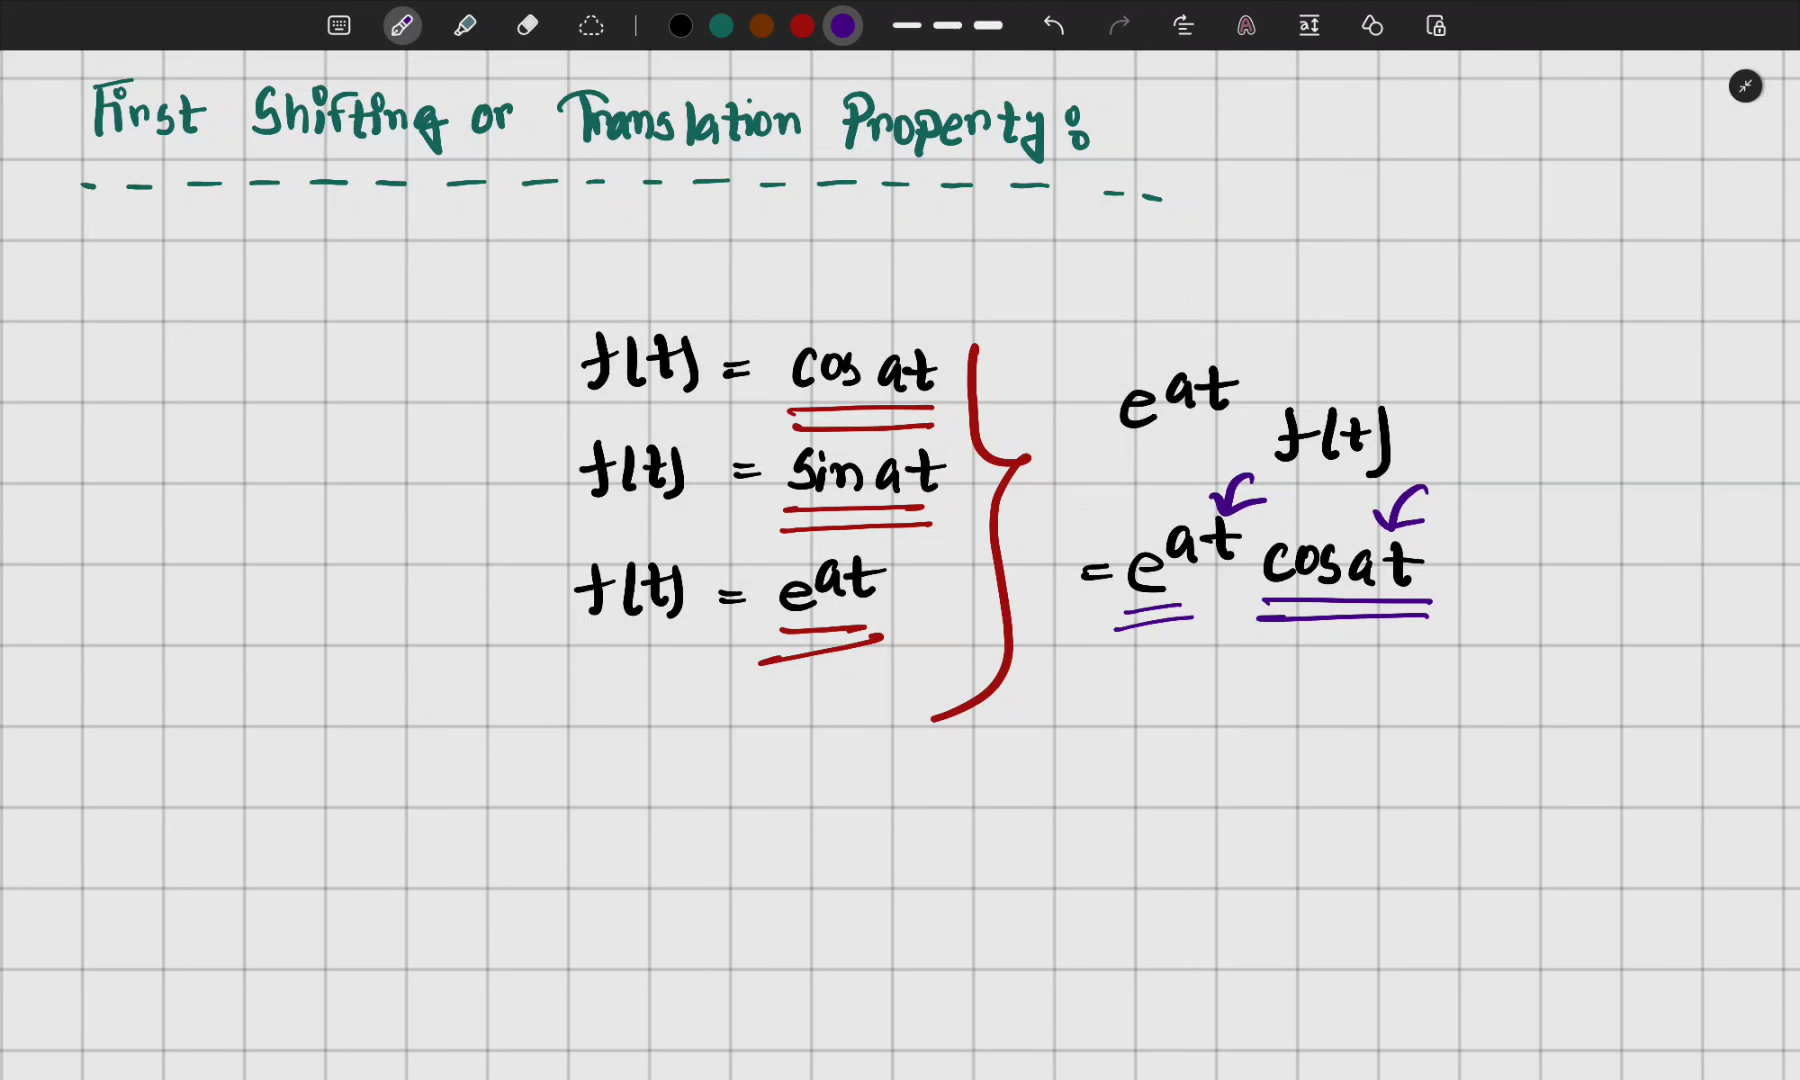 First Shifting or Translation Property:
f(t) = cos at
f(t) = sin at
f(t) = e^{at}
e^{at} f(t)
= e^{at} cos at